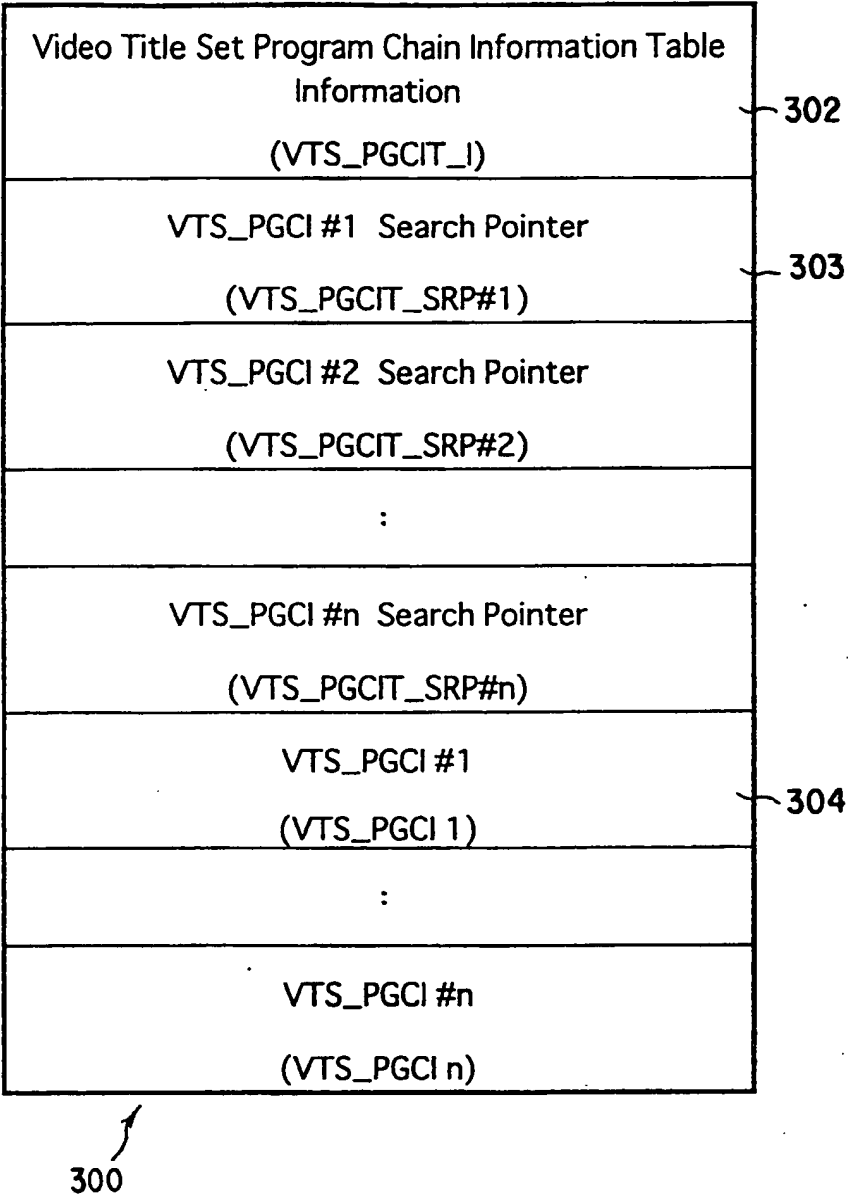 Video Title Set Program Chain Information Table
Information
(VTS_PGCIT_I)
302
VTS_PGCI #1 Search Pointer
(VTS_PGCIT_SRP#1)
303
VTS_PGCI #2 Search Pointer
(VTS_PGCIT_SRP#2)
:
VTS_PGCI #n Search Pointer
(VTS_PGCIT_SRP#n)
VTS_PGCI #1
(VTS_PGCI 1)
304
:
VTS_PGCI #n
(VTS_PGCI n)
300